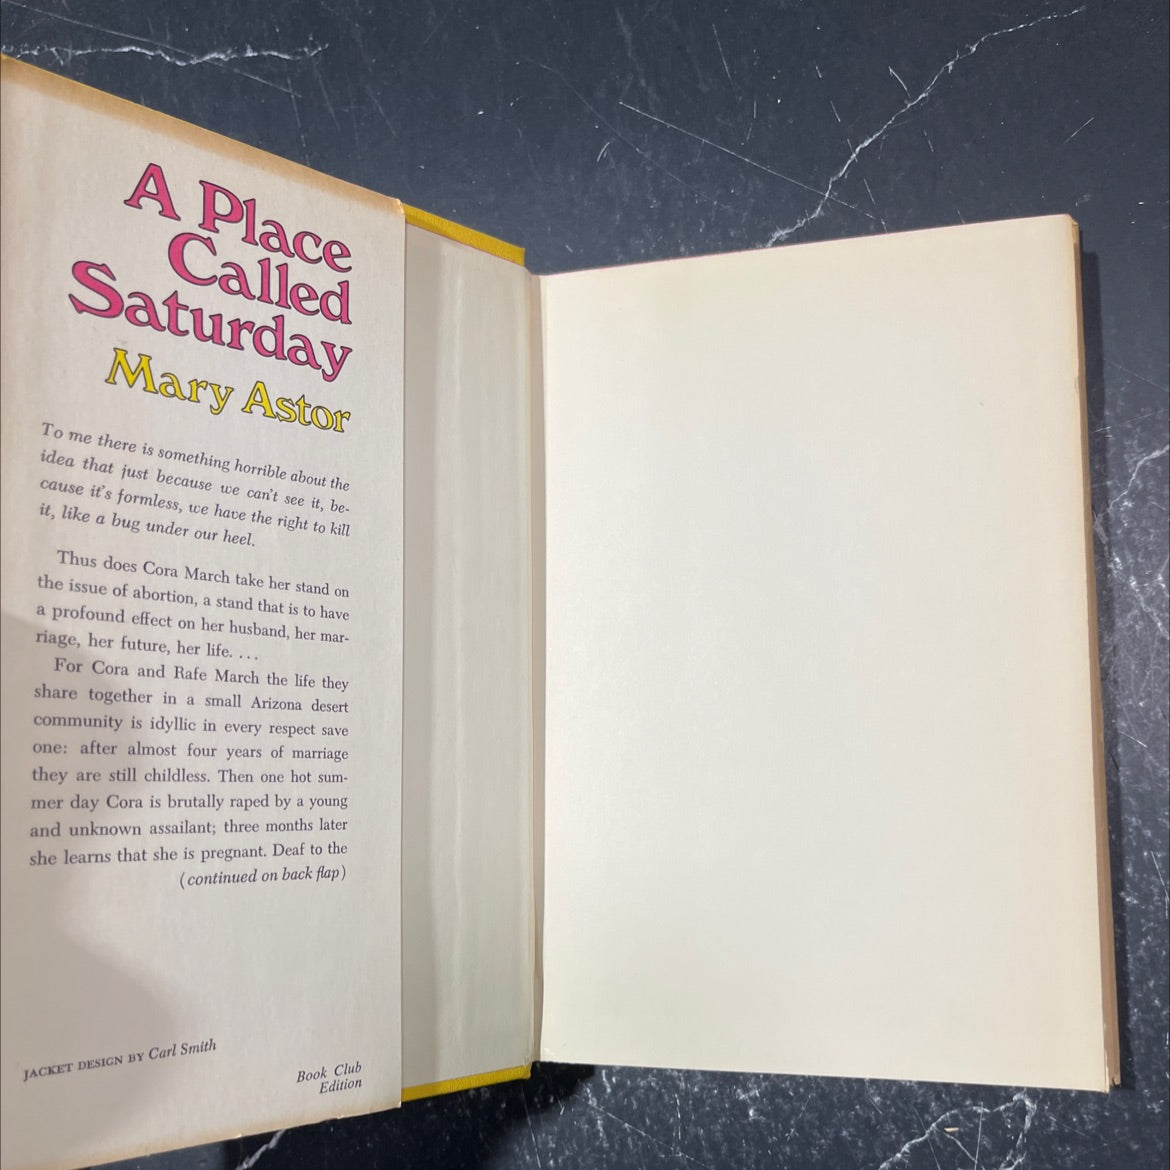 A Place
Called
Saturday
Mary Astor
To me there is something horrible about the
idea that just because we can't see it, be-
cause it's formless, we have the right to kill
it, like a bug under our heel.
Thus does Cora March take her stand on
the issue of abortion, a stand that is to have
a profound effect on her husband, her mar-
riage, her future, her life. . . .
For Cora and Rafe March the life they
share together in a small Arizona desert
community is idyllic in every respect save
one: after almost four years of marriage
they are still childless. Then one hot sum-
mer day Cora is brutally raped by a young
and unknown assailant; three months later
she learns that she is pregnant. Deaf to the
(continued on back flap)
JACKET DESIGN BY Carl Smith
Book Club
Edition